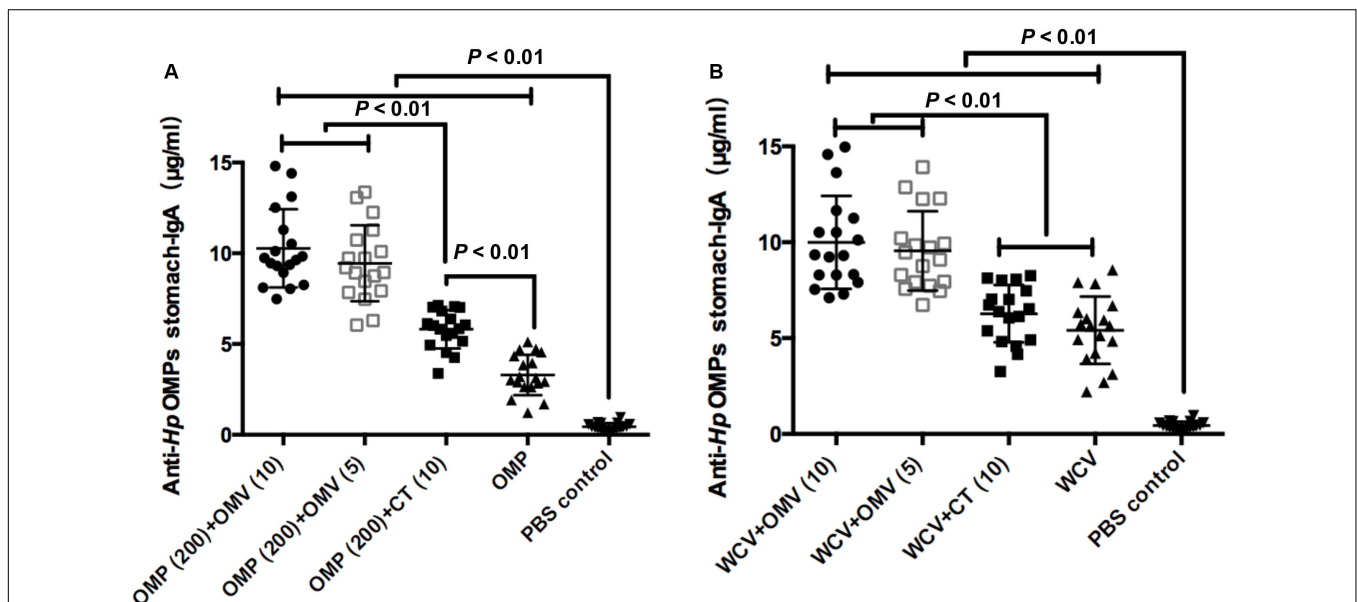 A
P < 0.01
P < 0.01
P < 0.01
Anti-Hp OMPs stomach-IgA (μg/ml)
15
10
5
0
OMP (200)+OMV (10)
OMP (200)+OMV (5)
OMP (200)+CT (10)
OMP
PBS control
B
P < 0.01
P < 0.01
Anti-Hp OMPs stomach-IgA (μg/ml)
15
10
5
0
WCV+OMV (10)
WCV+OMV (5)
WCV+CT (10)
WCV
PBS control